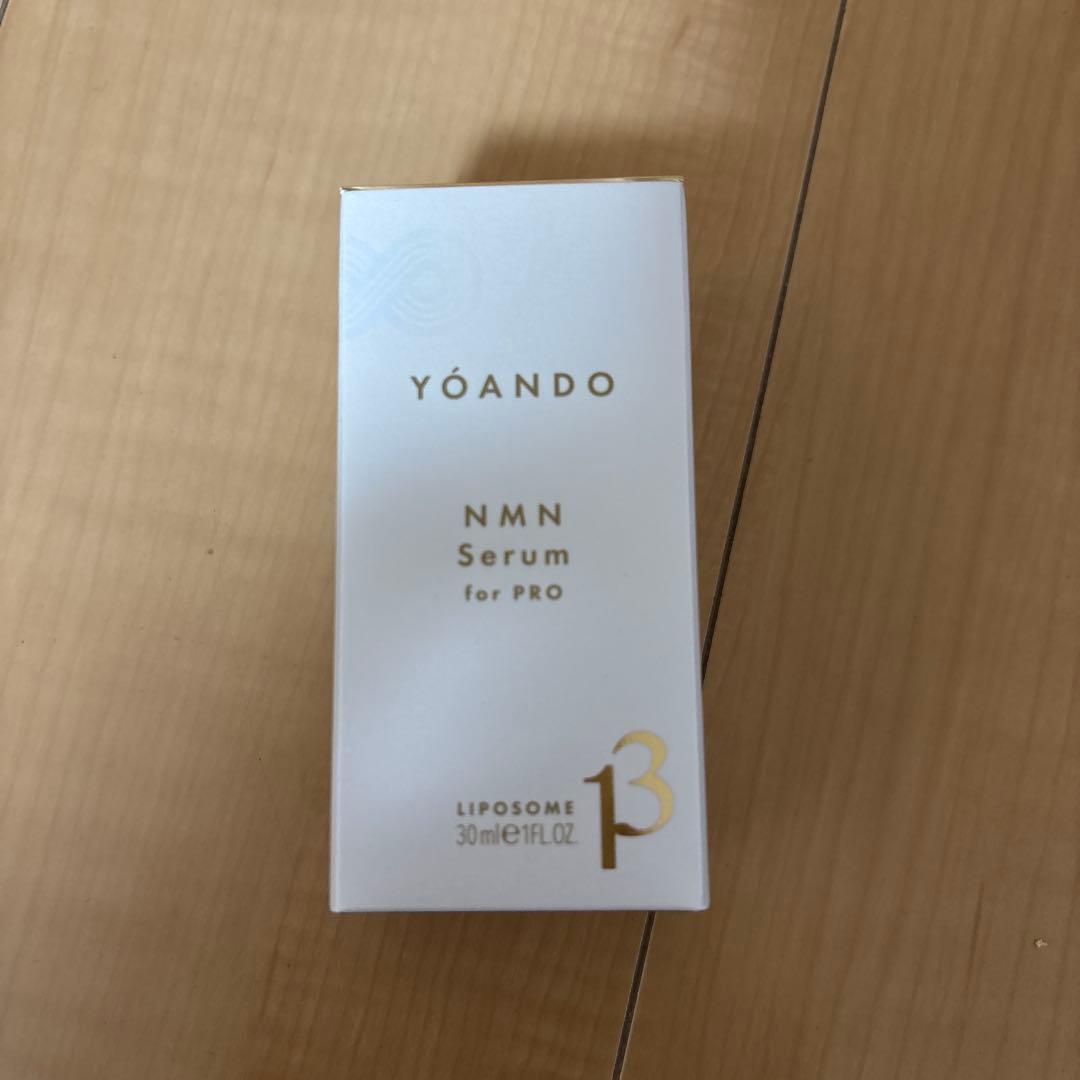 YÓANDO
NMN
Serum
for PRO
LIPOSOME
30ml℮1FL.OZ.
13